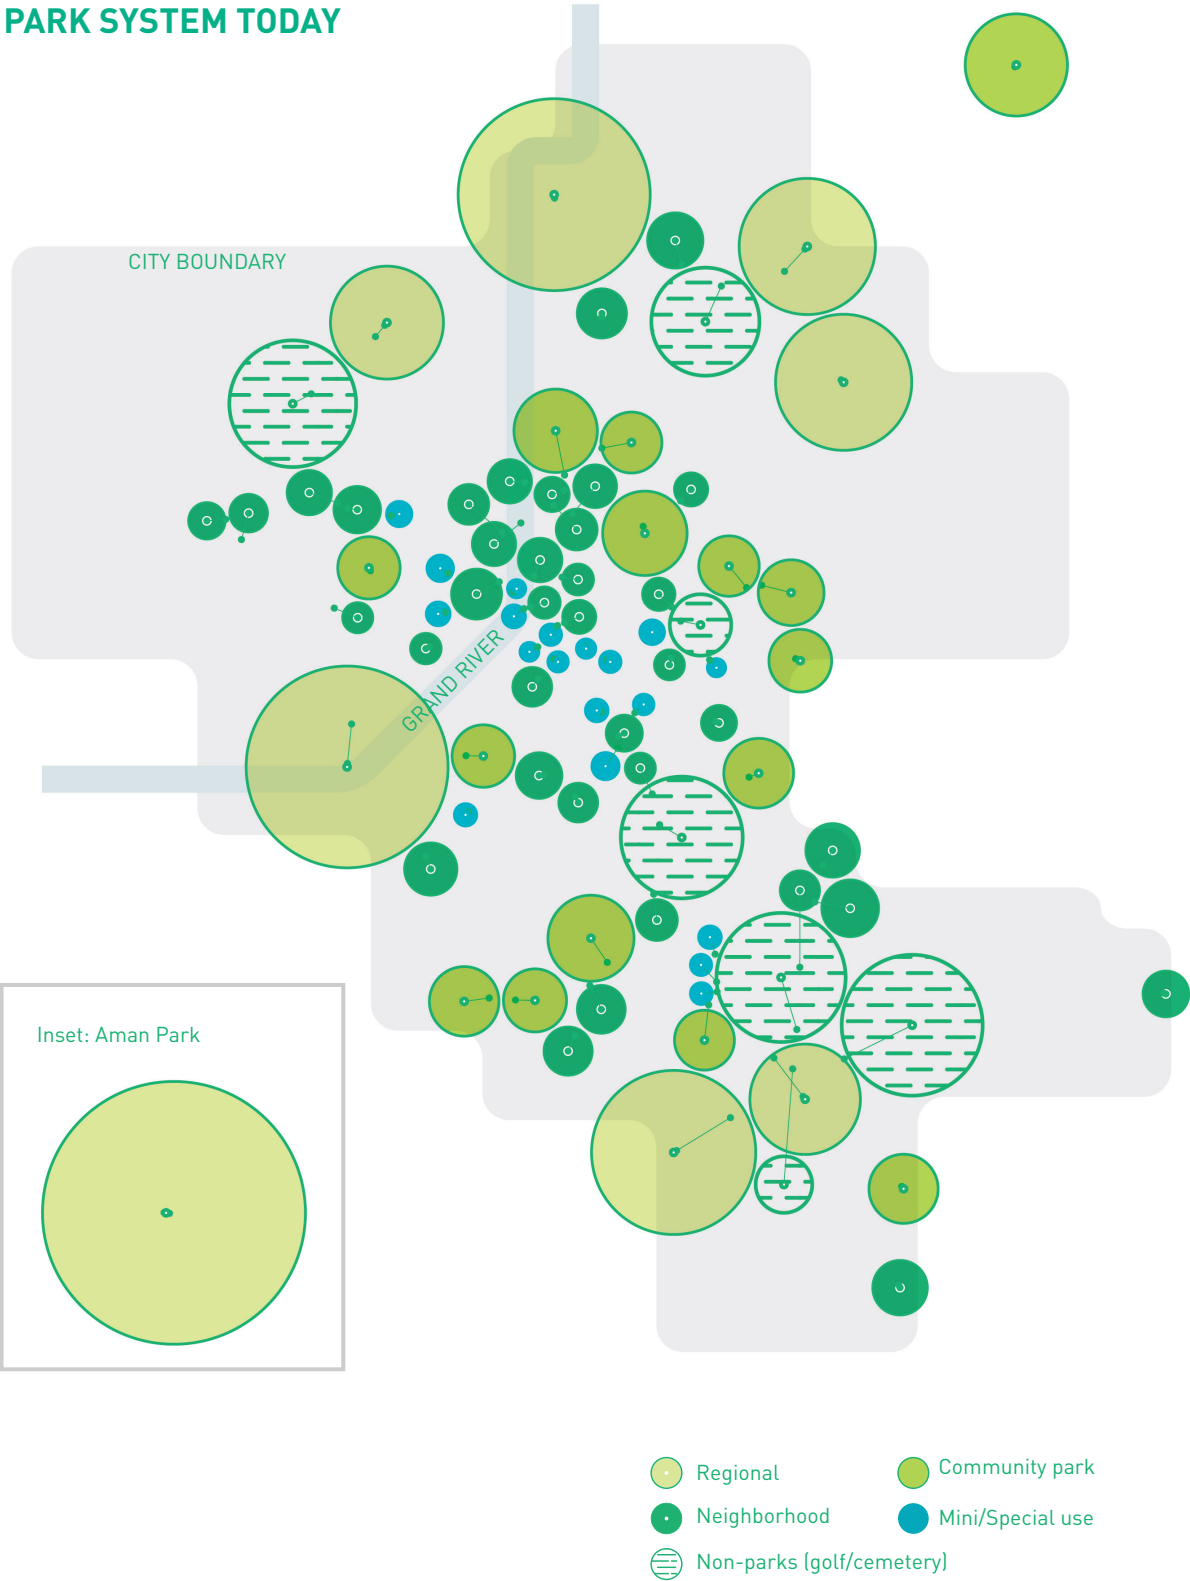 PARK SYSTEM TODAY
CITY BOUNDARY
GRAND RIVER
Inset: Aman Park
Regional
Community park
Neighborhood
Mini/Special use
Non-parks (golf/cemetery)